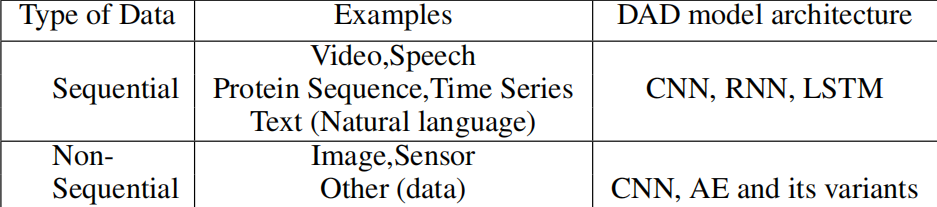 Type of Data Examples DAD model architecture
Video,Speech
Sequential Protein Sequence,Time Series CNN, RNN, LSTM
Text (Natural language)
Non- Image,Sensor
Sequential Other (data) CNN, AE and its variants